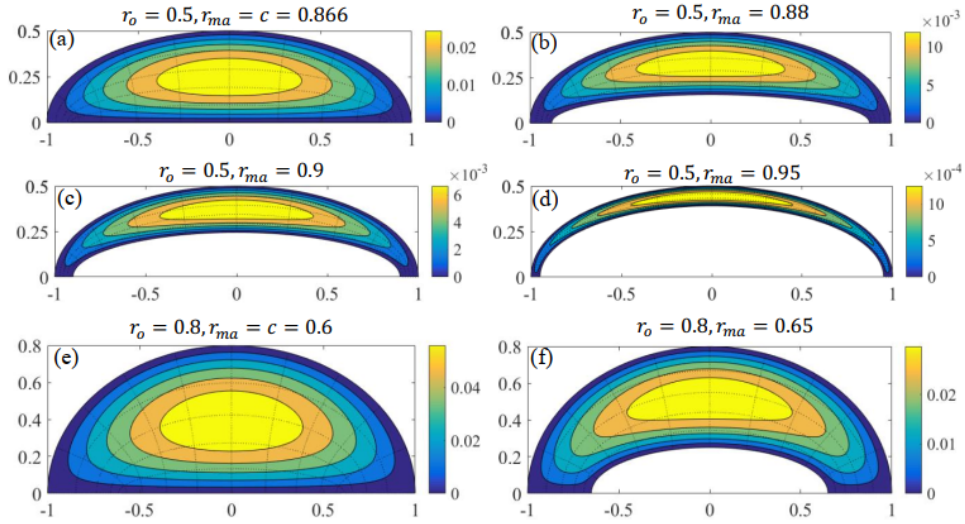 r_o = 0.5, r_ma = c = 0.866
(a)
0.5
0.25
0
-1 -0.5 0 0.5 1
0.02
0.01
0
r_o = 0.5, r_ma = 0.88
×10⁻³
(b)
0.5
0.25
0
-1 -0.5 0 0.5 1
10
5
0
r_o = 0.5, r_ma = 0.9
×10⁻³
(c)
0.5
0.25
0
-1 -0.5 0 0.5 1
6
4
2
0
r_o = 0.5, r_ma = 0.95
×10⁻⁴
(d)
0.5
0.25
0
-1 -0.5 0 0.5 1
10
5
0
r_o = 0.8, r_ma = c = 0.6
(e)
0.8
0.6
0.4
0.2
0
-1 -0.5 0 0.5 1
0.04
0.02
0
r_o = 0.8, r_ma = 0.65
(f)
0.8
0.6
0.4
0.2
0
-1 -0.5 0 0.5 1
0.02
0.01
0